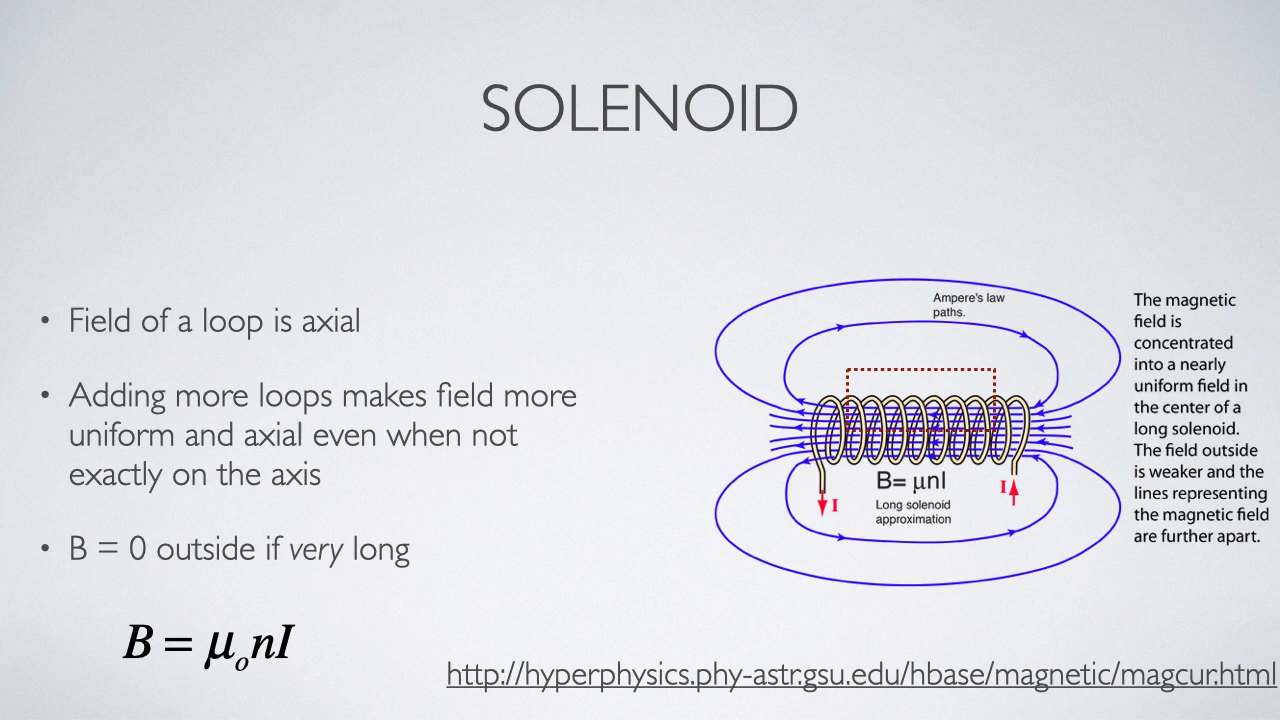 SOLENOID
• Field of a loop is axial
• Adding more loops makes field more
uniform and axial even when not
exactly on the axis
• B = 0 outside if very long
B = μₒnI
Ampere's law
paths.
B= μnI
Long solenoid
approximation
I
I
The magnetic
field is
concentrated
into a nearly
uniform field in
the center of a
long solenoid.
The field outside
is weaker and the
lines representing
the magnetic field
are further apart.
http://hyperphysics.phy-astr.gsu.edu/hbase/magnetic/magcur.html